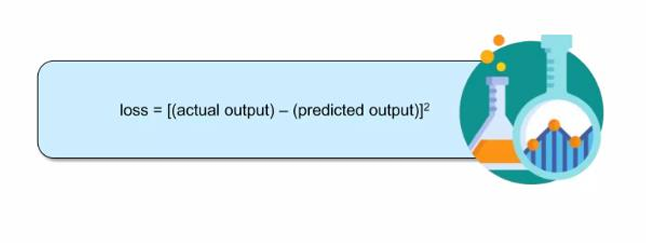 loss = [(actual output) – (predicted output)]²